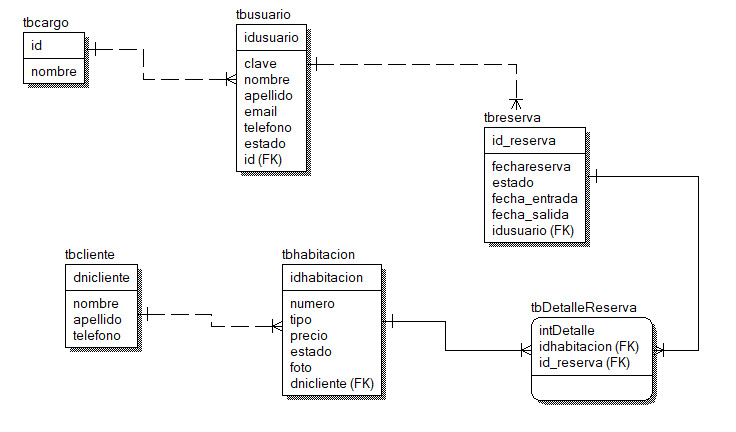 tbcargo
id
nombre
tbusuario
idusuario
clave
nombre
apellido
email
telefono
estado
id (FK)
tbreserva
id_reserva
fechareserva
estado
fecha_entrada
fecha_salida
idusuario (FK)
tbcliente
dnicliente
nombre
apellido
telefono
tbhabitacion
idhabitacion
numero
tipo
precio
estado
foto
dnicliente (FK)
tbDetalleReserva
intDetalle
idhabitacion (FK)
id_reserva (FK)